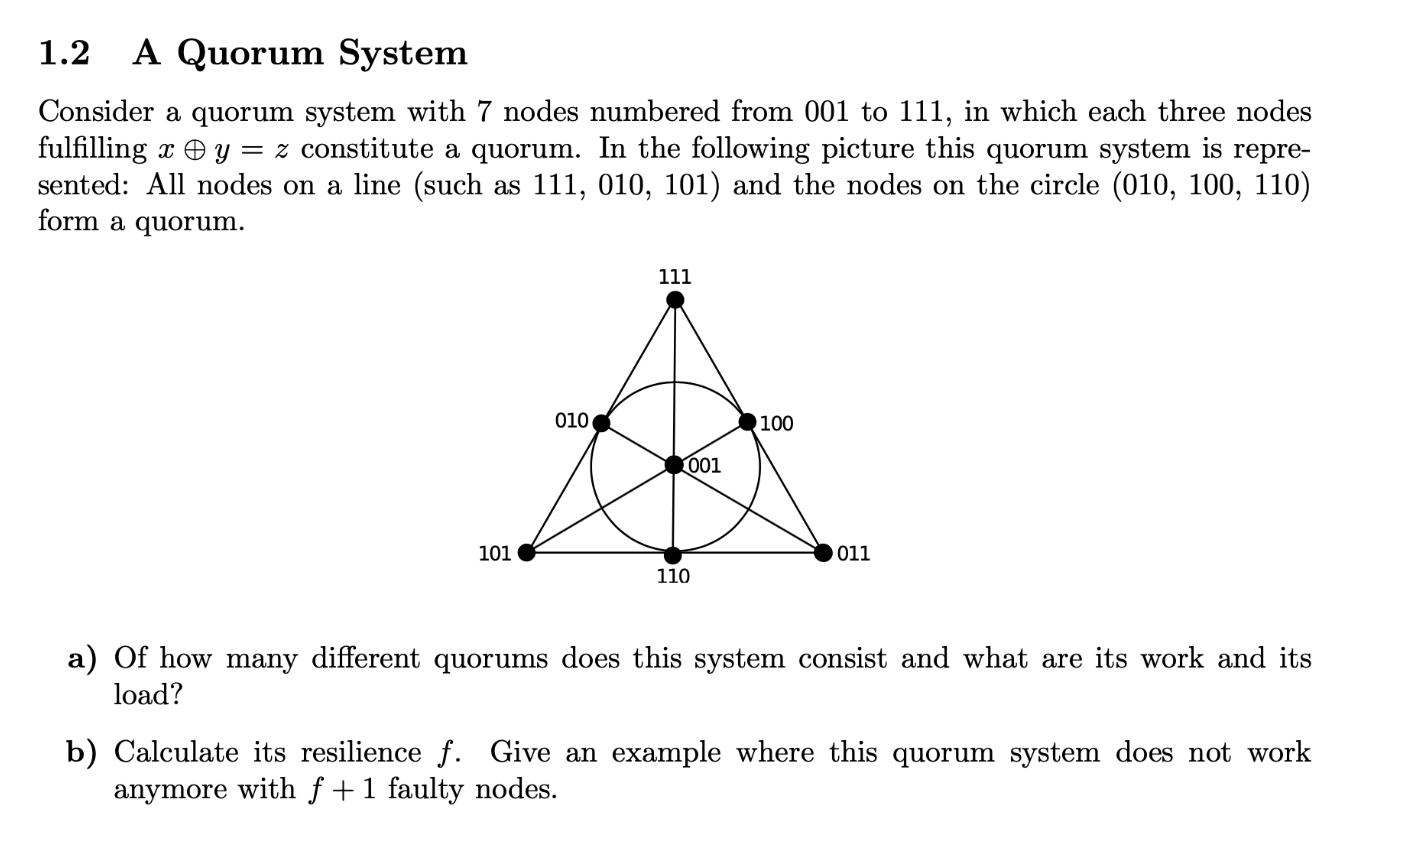 1.2 A Quorum System
Consider a quorum system with 7 nodes numbered from 001 to 111, in which each three nodes
fulfilling x ⊕ y = z constitute a quorum. In the following picture this quorum system is repre-
sented: All nodes on a line (such as 111, 010, 101) and the nodes on the circle (010, 100, 110)
form a quorum.
111
010
100
001
101
011
110
a) Of how many different quorums does this system consist and what are its work and its
load?
b) Calculate its resilience f. Give an example where this quorum system does not work
anymore with f + 1 faulty nodes.